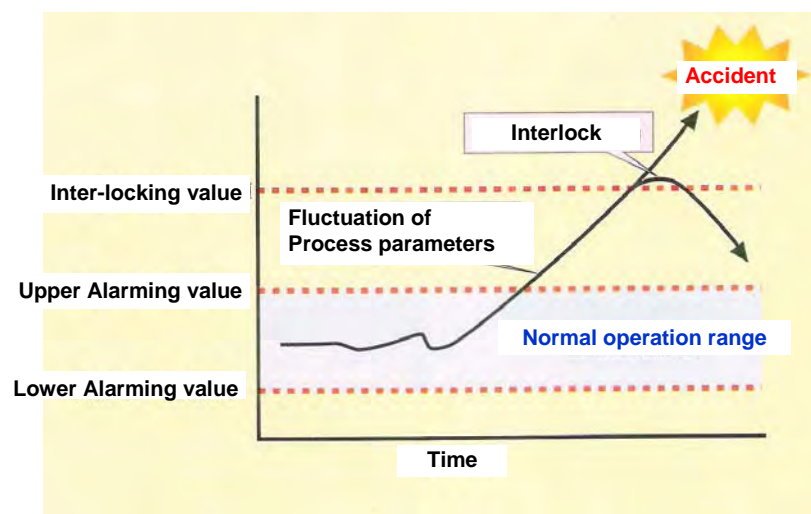 Accident
Interlock
Inter-locking value
Fluctuation of
Process parameters
Upper Alarming value
Normal operation range
Lower Alarming value
Time